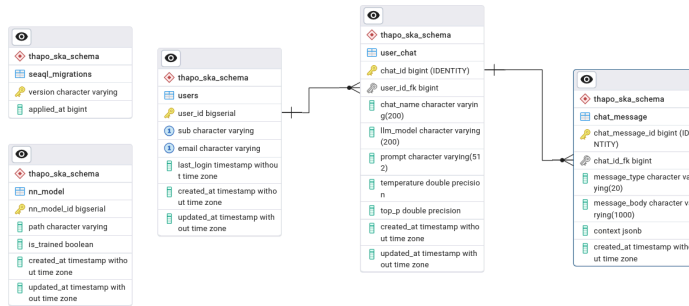 thapo_ska_schema
seaql_migrations
version character varying
applied_at bigint
thapo_ska_schema
nn_model
nn_model_id bigserial
path character varying
is_trained boolean
created_at timestamp witho
ut time zone
updated_at timestamp with
out time zone
thapo_ska_schema
users
user_id bigserial
sub character varying
email character varying
last_login timestamp withou
t time zone
created_at timestamp witho
ut time zone
updated_at timestamp with
out time zone
thapo_ska_schema
user_chat
chat_id bigint (IDENTITY)
user_id_fk bigint
chat_name character varyin
g(200)
llm_model character varying
(200)
prompt character varying(51
2)
temperature double precisio
n
top_p double precision
created_at timestamp witho
ut time zone
updated_at timestamp with
out time zone
thapo_ska_schema
chat_message
chat_message_id bigint (IDE
NTITY)
chat_id_fk bigint
message_type character va
rying(20)
message_body character va
rying(1000)
context jsonb
created_at timestamp witho
ut time zone